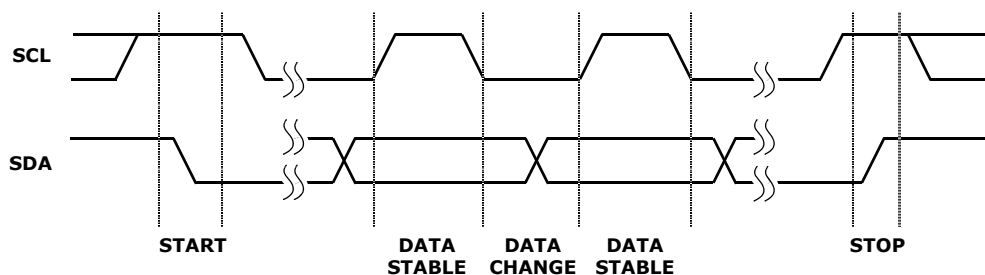 SCL
SDA
START
DATA STABLE
DATA CHANGE
DATA STABLE
STOP